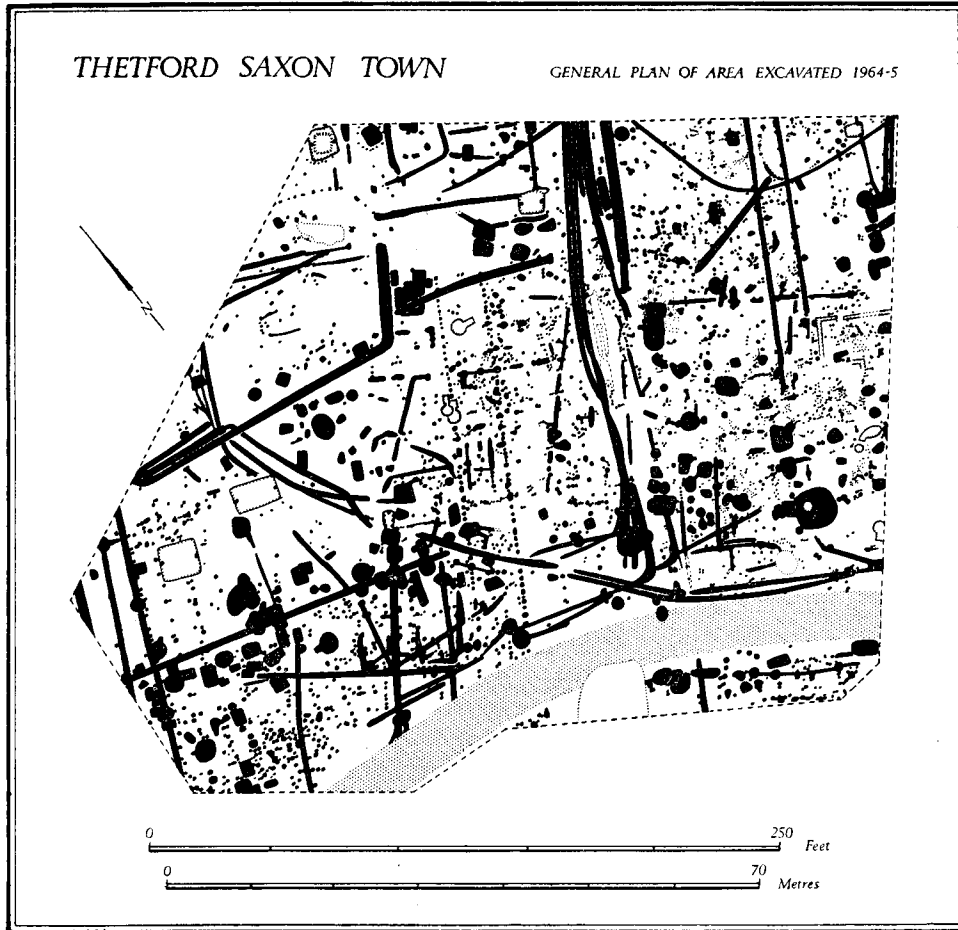 THETFORD SAXON TOWN
GENERAL PLAN OF AREA EXCAVATED 1964-5
N
0 250 Feet
0 70 Metres